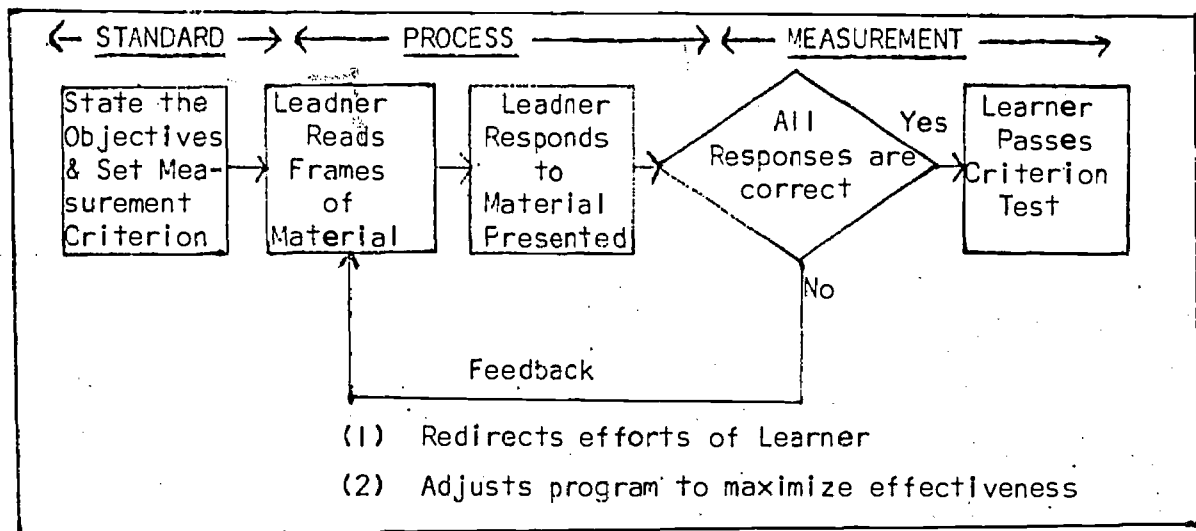 STANDARD PROCESS MEASUREMENT
State the
Objectives
& Set Mea-
surement
Criterion
Leadner
Reads
Frames
of
Material
Leadner
Responds
to
Material
Presented
All
Responses are
correct
Yes
Learner
Passes
Criterion
Test
No
Feedback
(1) Redirects efforts of Learner
(2) Adjusts program to maximize effectiveness